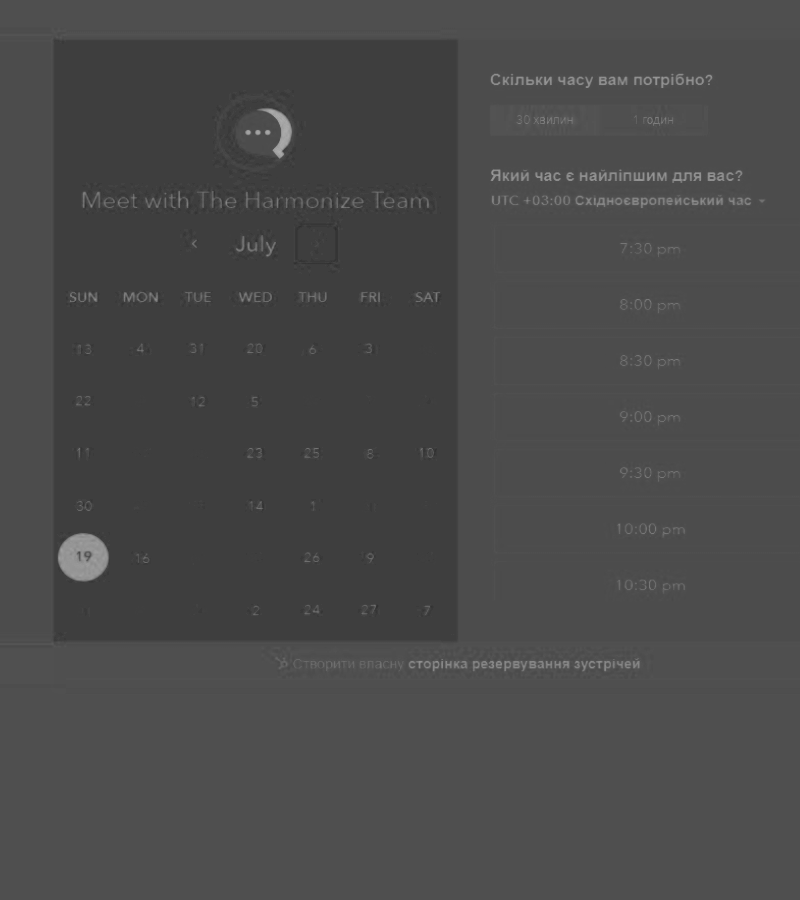 Meet with The Harmonize Team
July
SUN MON TUE WED THU FRI SAT
13 4 31 20 6 3
22 12 5
11 23 25 8 10
30 14 1
19 16 26 9
2 24 27 7
Скільки часу вам потрібно?
30 хвилин 1 годин
Який час є найліпшим для вас?
UTC +03:00 Східноєвропейський час
7:30 pm
8:00 pm
8:30 pm
9:00 pm
9:30 pm
10:00 pm
10:30 pm
Створити власну сторінка резервування зустрічей